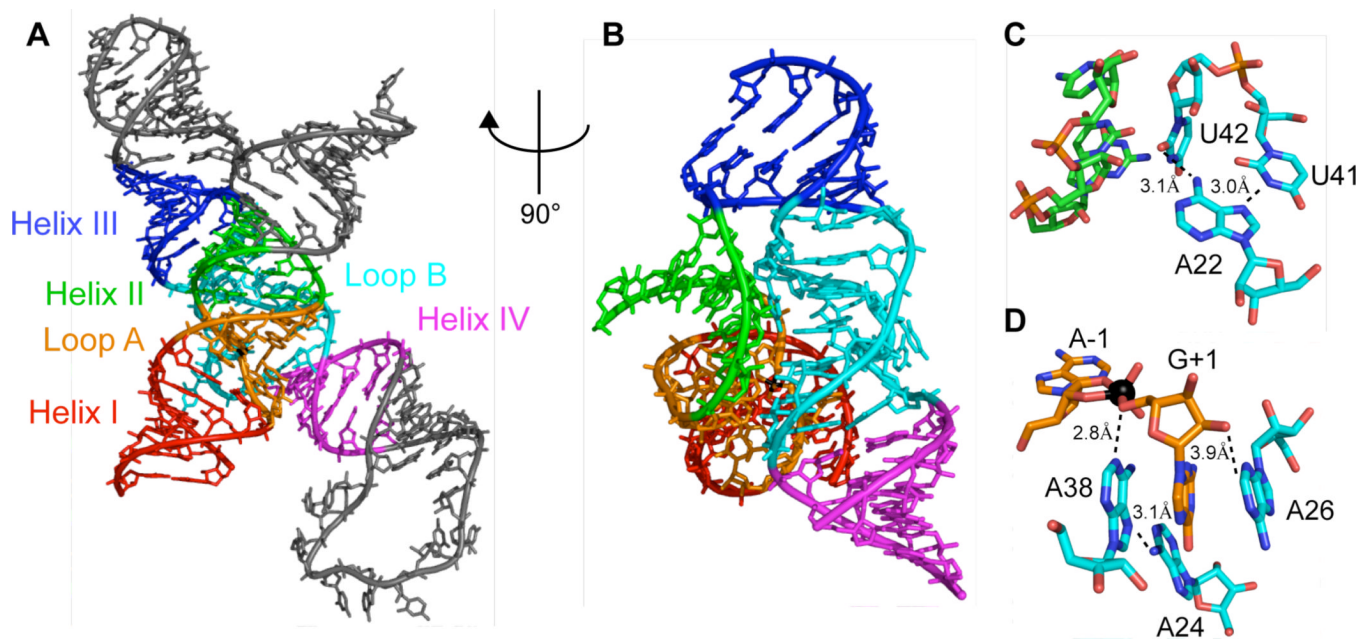 A
B
C
D
90°
Helix III
Helix II
Loop A
Helix I
Loop B
Helix IV
U42
U41
3.1Å
3.0Å
A22
A-1
G+1
2.8Å
3.9Å
A38
3.1Å
A26
A24